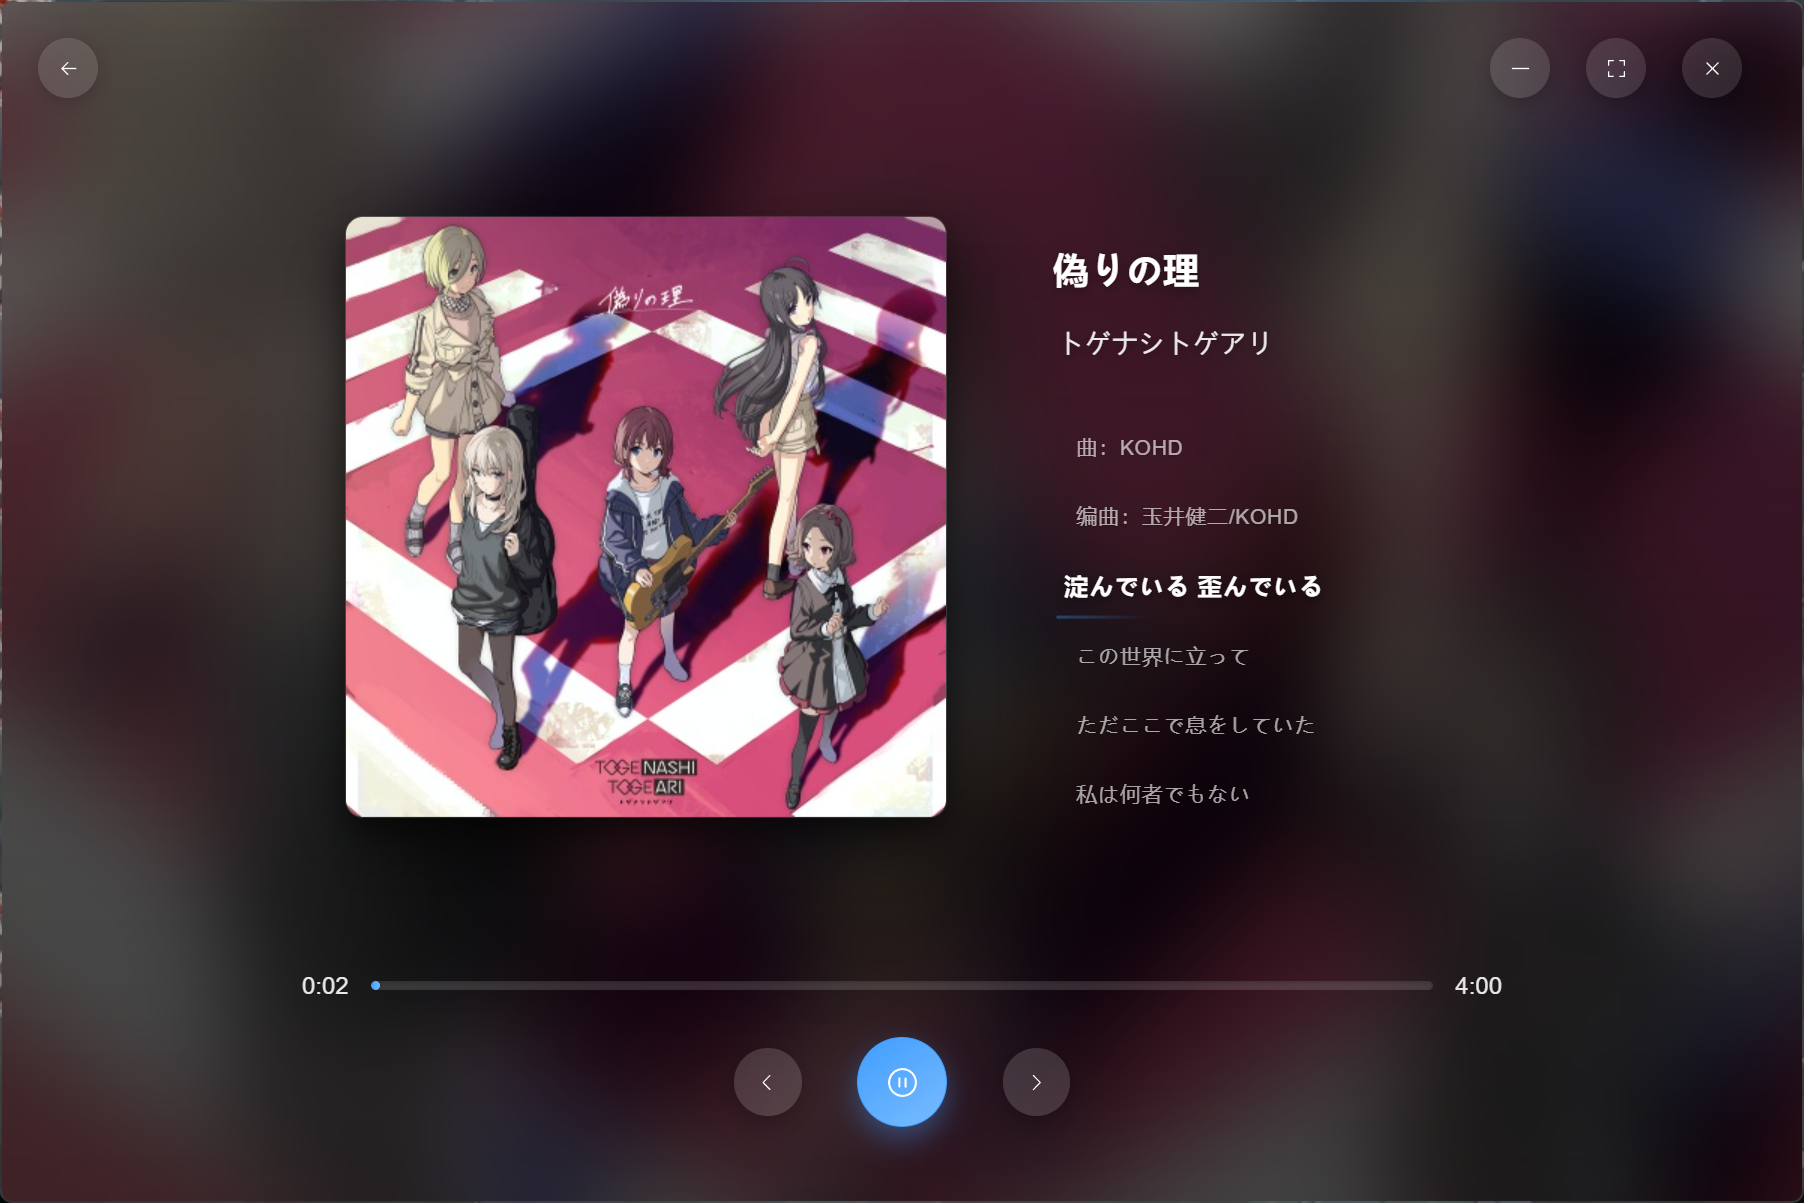 偽りの理
偽りの理
トゲナシトゲアリ
曲：KOHD
编曲：玉井健二/KOHD
淀んでいる 歪んでいる
この世界に立って
ただここで息をしていた
私は何者でもない
TOGENASHI
TOGEARI
トゲナシトゲアリ
0:02
4:00